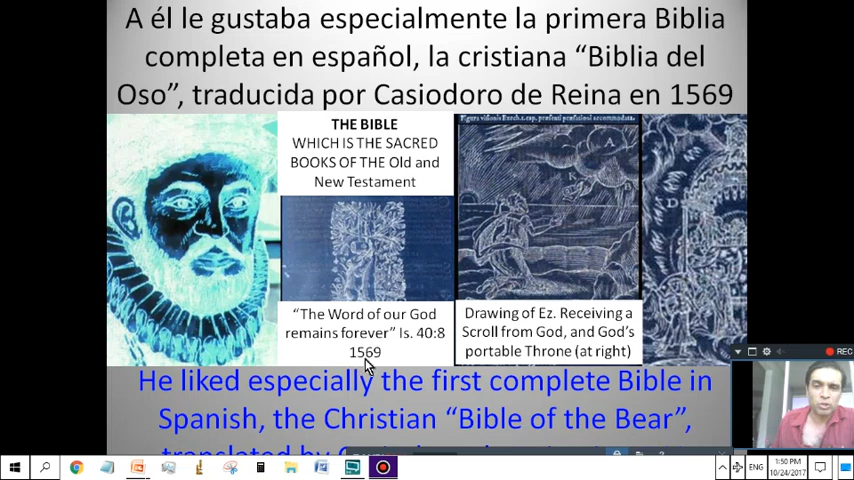 A él le gustaba especialmente la primera Biblia
completa en español, la cristiana “Biblia del
Oso”, traducida por Casiodoro de Reina en 1569
THE BIBLE
WHICH IS THE SACRED
BOOKS OF THE Old and
New Testament
“The Word of our God
remains forever” Is. 40:8
1569
Drawing of Ez. Receiving a
Scroll from God, and God’s
portable Throne (at right)
He liked especially the first complete Bible in
Spanish, the Christian “Bible of the Bear”,
translated by
REC
ENG
1:50 PM
10/24/2017